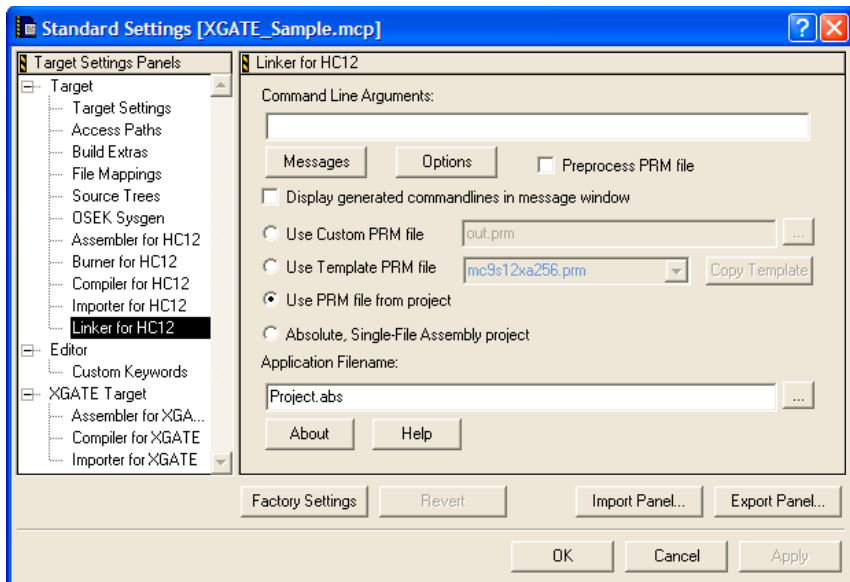 Standard Settings [XGATE_Sample.mcp]
Target Settings Panels
Target
Target Settings
Access Paths
Build Extras
File Mappings
Source Trees
OSEK Sysgen
Assembler for HC12
Burner for HC12
Compiler for HC12
Importer for HC12
Linker for HC12
Editor
Custom Keywords
XGATE Target
Assembler for XGA...
Compiler for XGATE
Importer for XGATE
Linker for HC12
Command Line Arguments:
Messages Options Preprocess PRM file
Display generated commandlines in message window
Use Custom PRM file out.prm ...
Use Template PRM file mc9s12xa256.prm Copy Template
Use PRM file from project
Absolute, Single-File Assembly project
Application Filename:
Project.abs ...
About Help
Factory Settings Revert Import Panel... Export Panel...
OK Cancel Apply